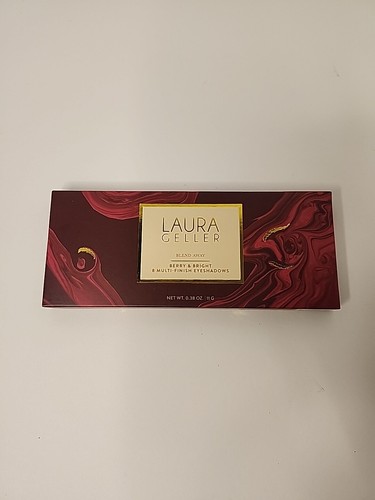 LAURA
GELLER
BLEND AWAY
BERRY & BRIGHT
8 MULTI-FINISH EYESHADOWS
NET WT. 0.38 OZ 11 G